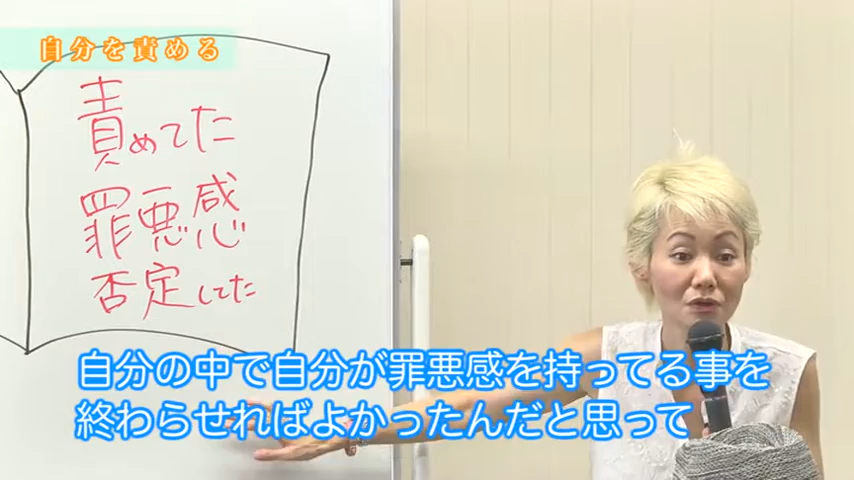 自分を責める
責めてた
罪悪感
否定してた
自分の中で自分が罪悪感を持ってる事を
終わらせればよかったんだと思って